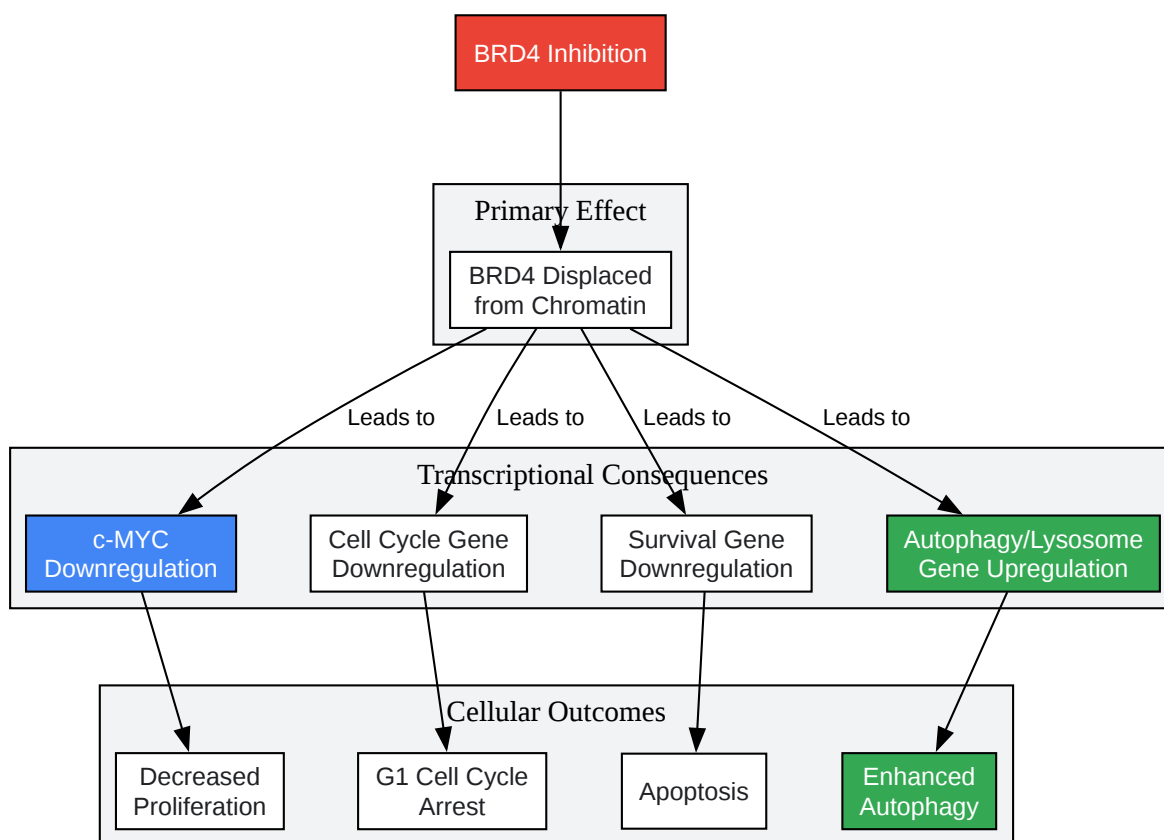 BRD4 Inhibition
Primary Effect
BRD4 Displaced
from Chromatin
Leads to
Leads to
Leads to
Leads to
Transcriptional Consequences
c-MYC
Downregulation
Cell Cycle Gene
Downregulation
Survival Gene
Downregulation
Autophagy/Lysosome
Gene Upregulation
Cellular Outcomes
Decreased
Proliferation
G1 Cell Cycle
Arrest
Apoptosis
Enhanced
Autophagy